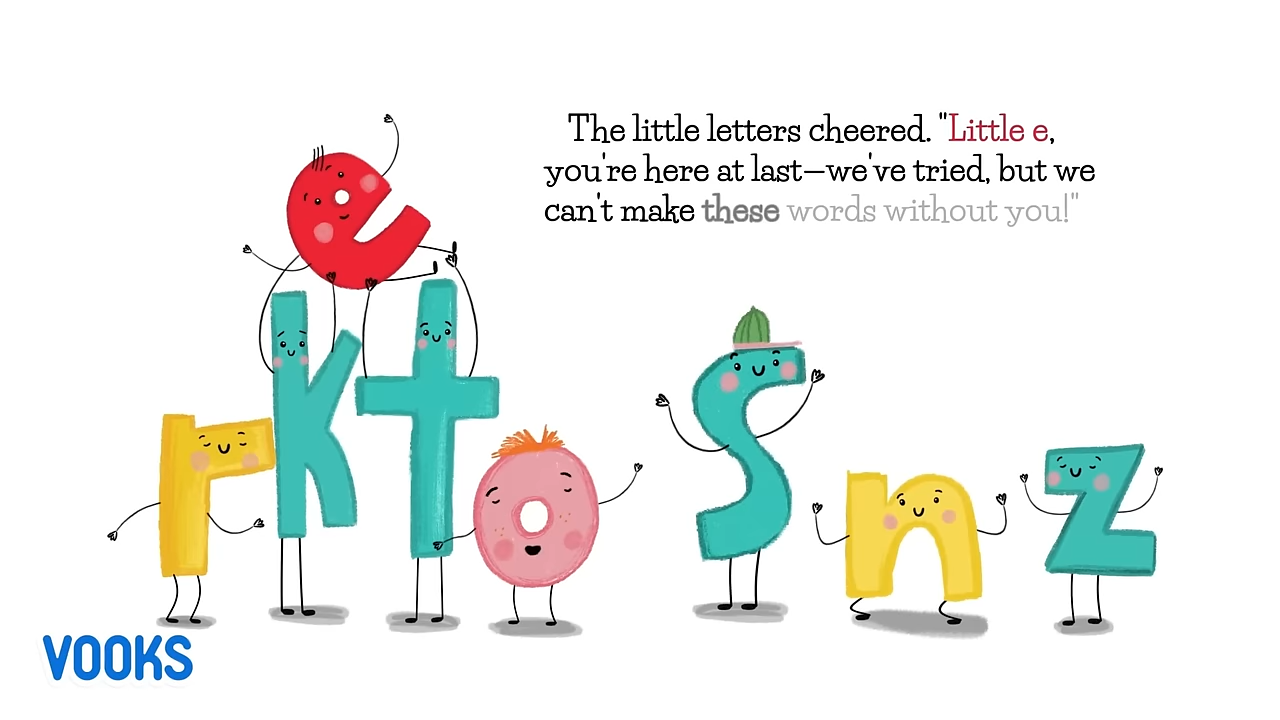 The little letters cheered. "Little e,
you're here at last—we've tried, but we
can't make these words without you!"
e
r k t o s n z
VOOKS